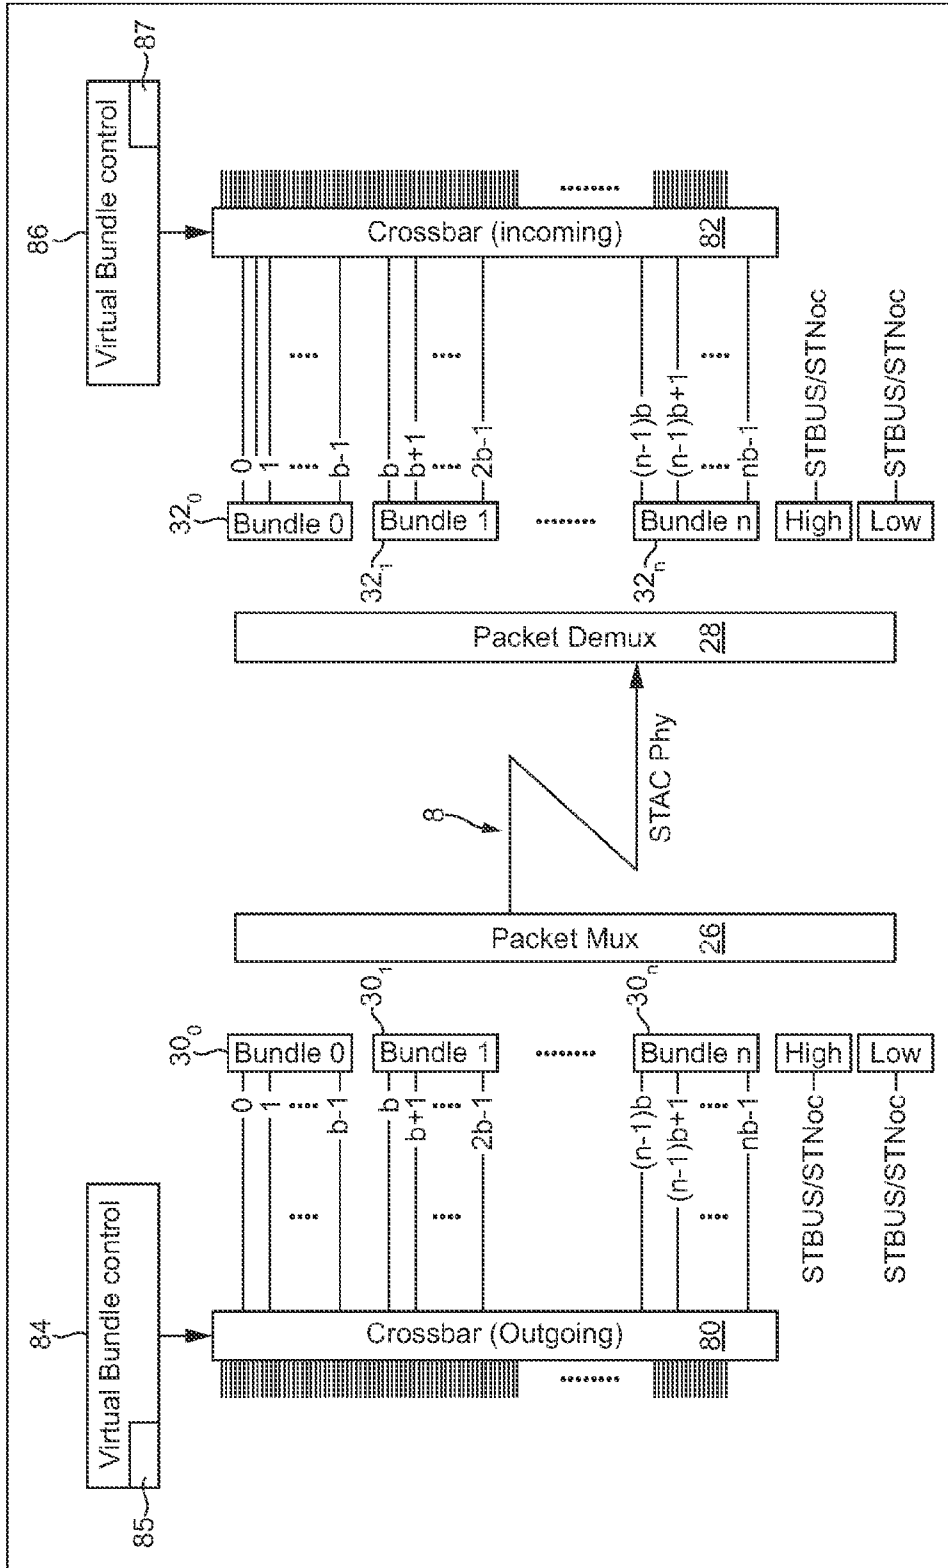 84
Virtual Bundle control
85
Crossbar (Outgoing) 80
0
1
b-1
b
b+1
2b-1
(n-1)b
(n-1)b+1
nb-1
STBUS/STNoc
STBUS/STNoc
30₀
Bundle 0
30₁
Bundle 1
30ₙ
Bundle n
High
Low
Packet Mux 26
8
STAC Phy
Packet Demux 28
32₀
Bundle 0
32₁
Bundle 1
32ₙ
Bundle n
High
Low
0
1
b-1
b
b+1
2b-1
(n-1)b
(n-1)b+1
nb-1
STBUS/STNoc
STBUS/STNoc
86
Virtual Bundle control
87
Crossbar (incoming) 82